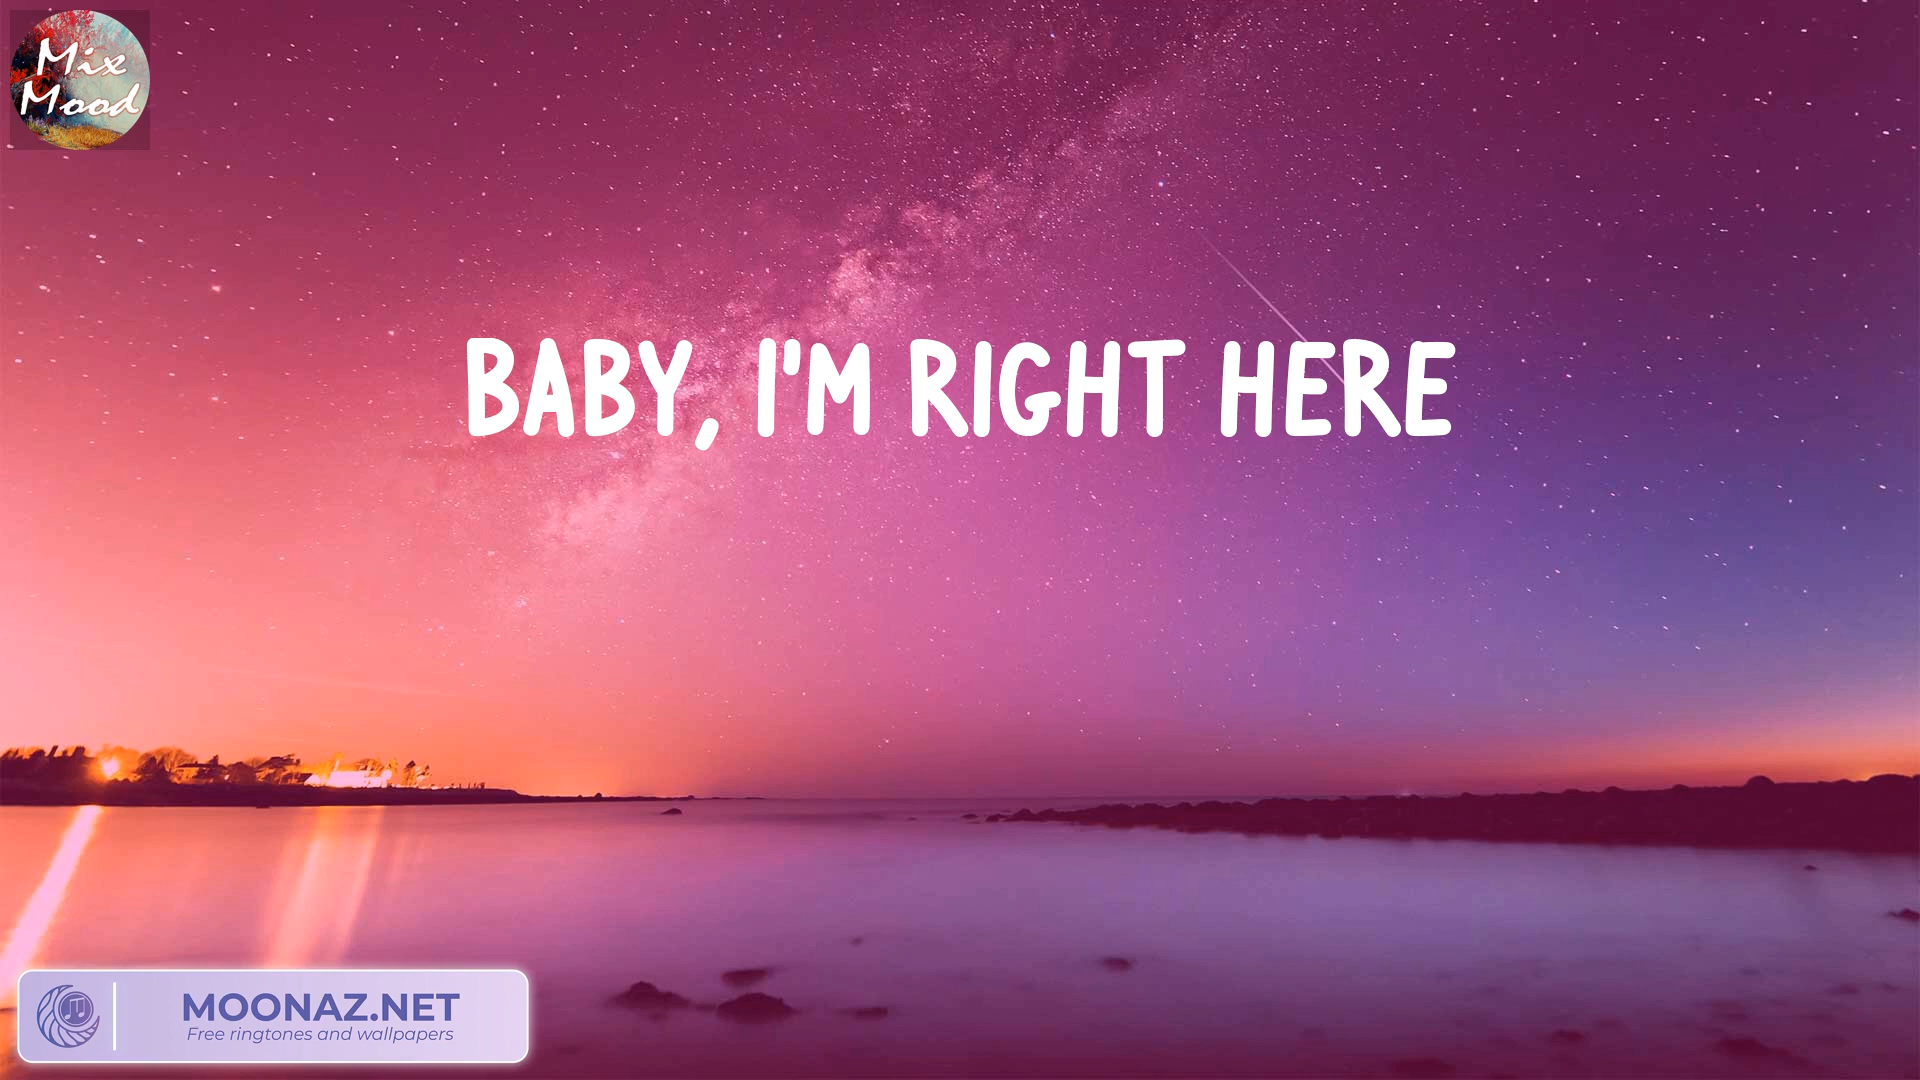 Mix
Mood
BABY, I'M RIGHT HERE
MOONAZ.NET
Free ringtones and wallpapers